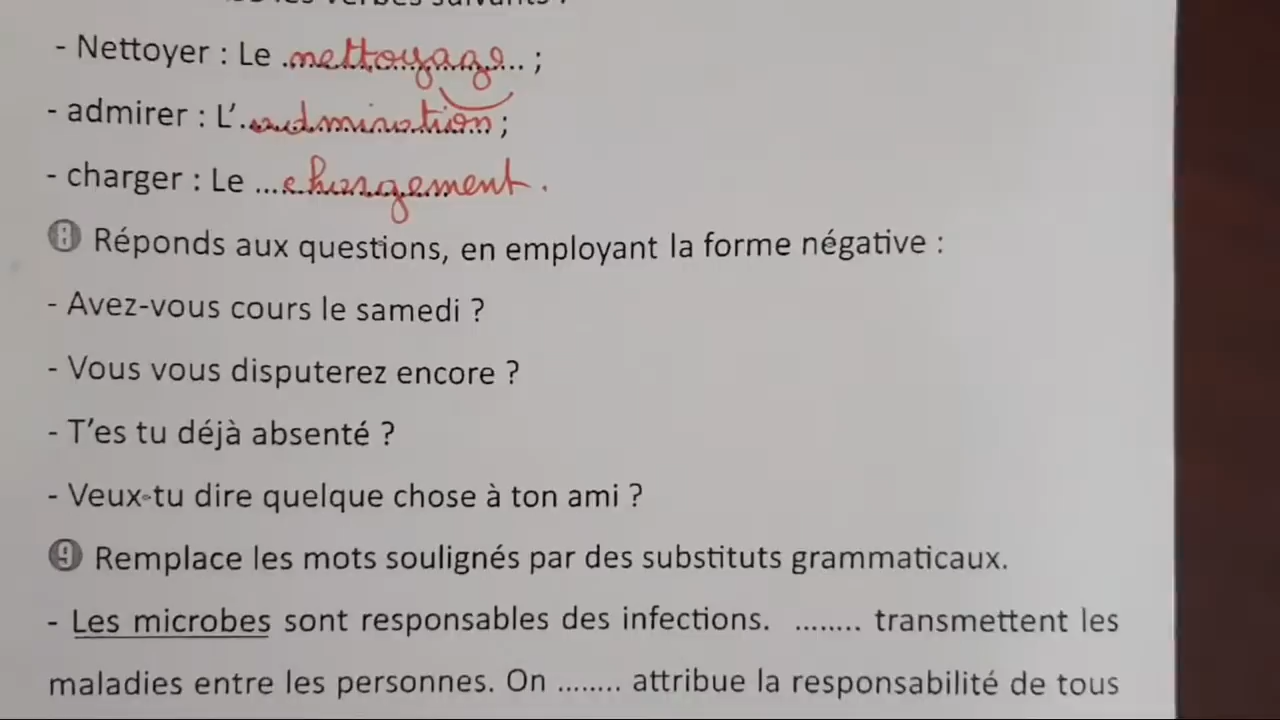 verbes suivants :
- Nettoyer : Le nettoyage ;
- admirer : L' admiration ;
- charger : Le ... chargement .
8 Réponds aux questions, en employant la forme négative :
- Avez-vous cours le samedi ?
- Vous vous disputerez encore ?
- T'es tu déjà absenté ?
- Veux-tu dire quelque chose à ton ami ?
9 Remplace les mots soulignés par des substituts grammaticaux.
- Les microbes sont responsables des infections. ........ transmettent les
maladies entre les personnes. On ........ attribue la responsabilité de tous